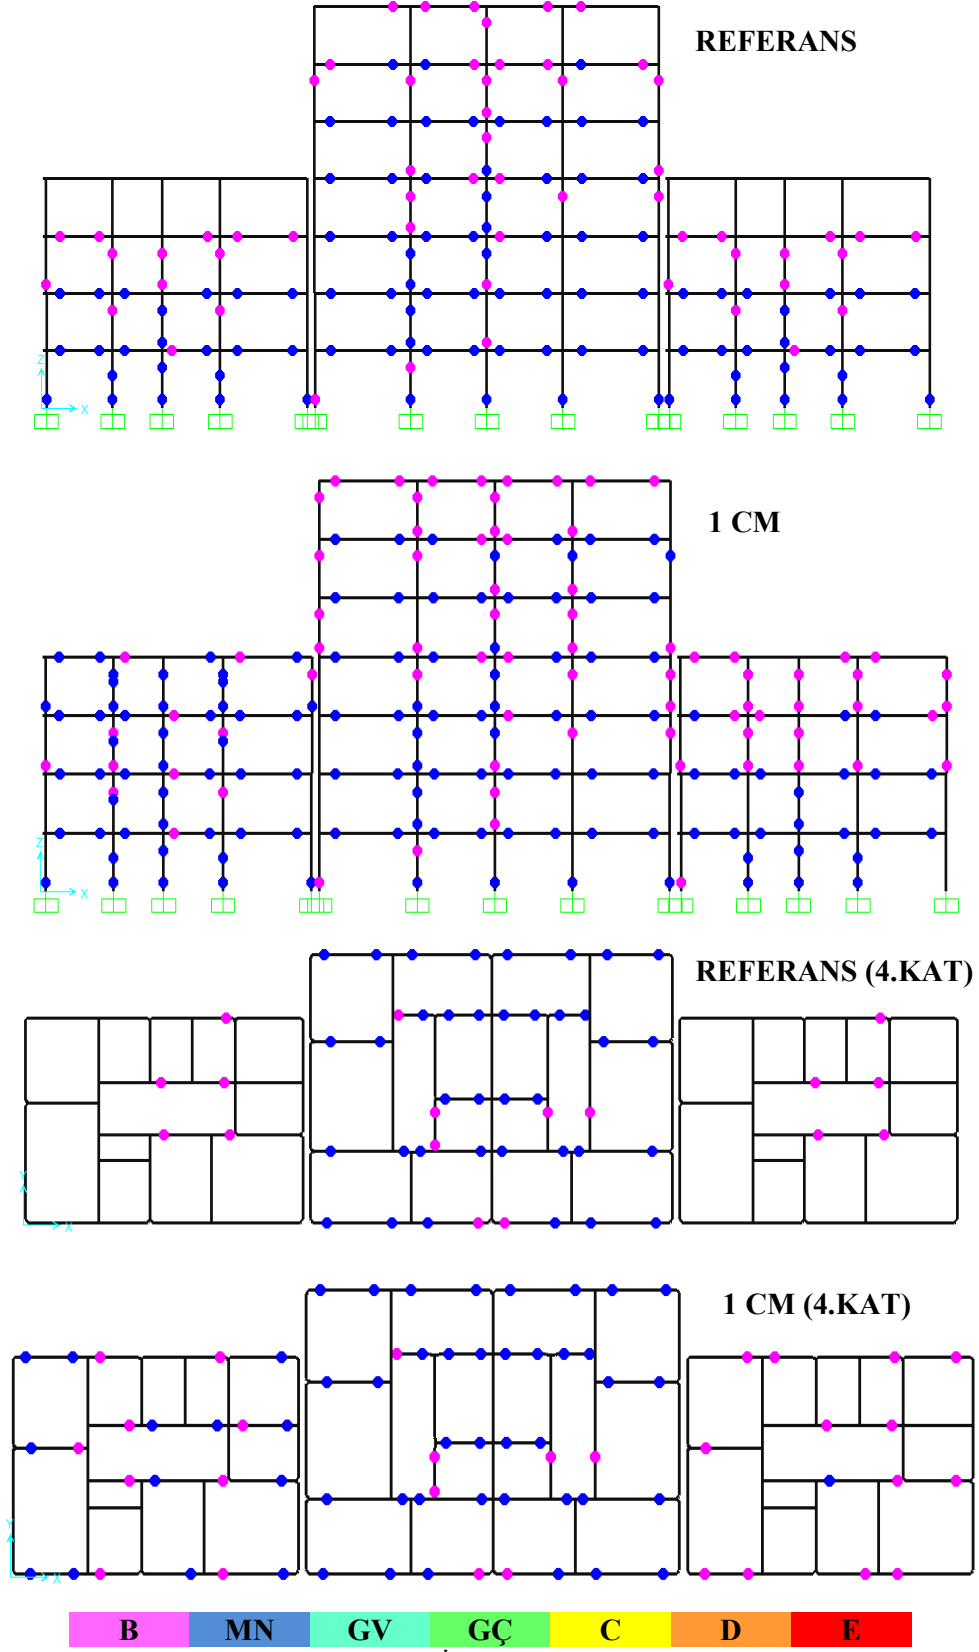 REFERANS
Z
X
1 CM
Z
X
REFERANS (4.KAT)
Y
X
1 CM (4.KAT)
Y
X
B MN GV GÇ C D E